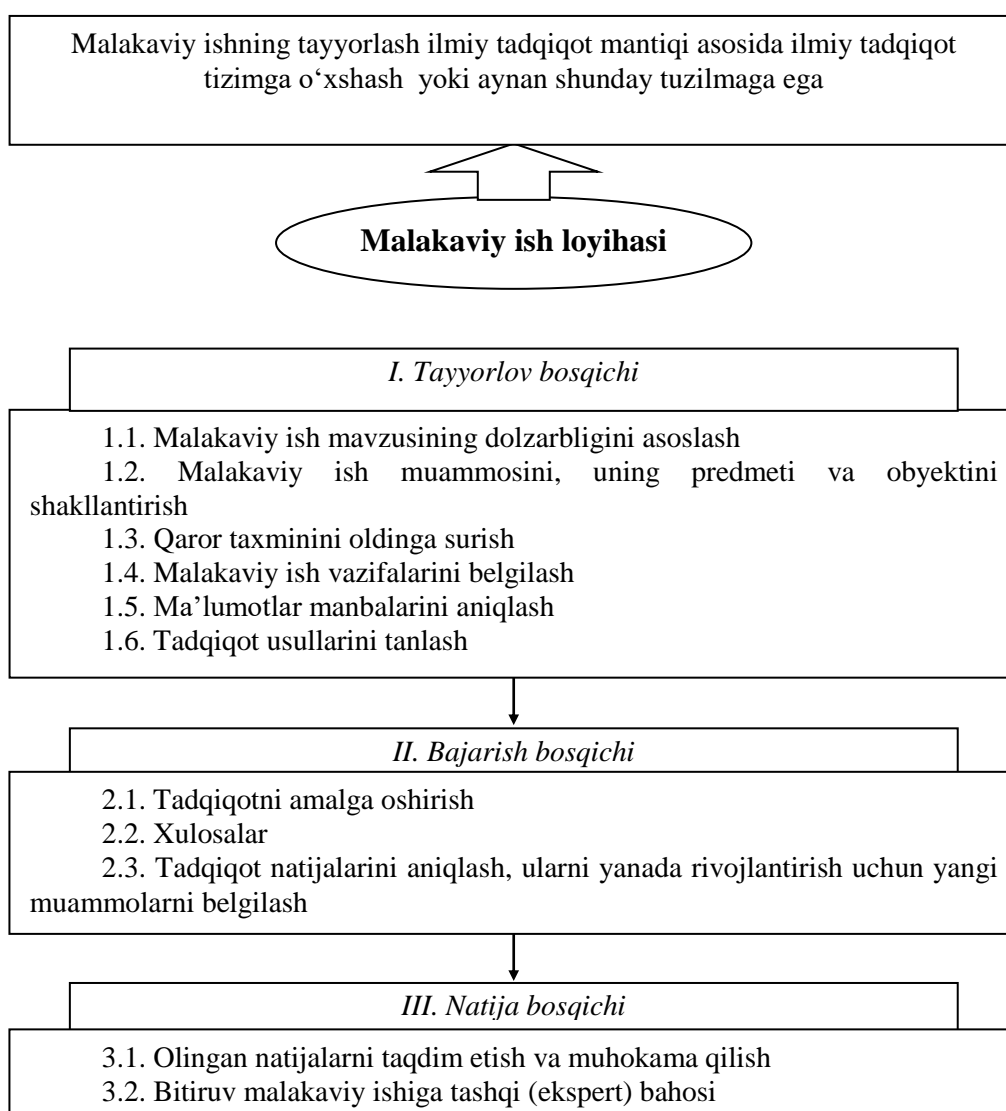 Malakaviy ishning tayyorlash ilmiy tadqiqot mantiqi asosida ilmiy tadqiqot
tizimga o‘xshash yoki aynan shunday tuzilmaga ega
Malakaviy ish loyihasi
I. Tayyorlov bosqichi
1.1. Malakaviy ish mavzusining dolzarbligini asoslash
1.2. Malakaviy ish muammosini, uning predmeti va obyektini
shakllantirish
1.3. Qaror taxminini oldinga surish
1.4. Malakaviy ish vazifalarini belgilash
1.5. Ma’lumotlar manbalarini aniqlash
1.6. Tadqiqot usullarini tanlash
II. Bajarish bosqichi
2.1. Tadqiqotni amalga oshirish
2.2. Xulosalar
2.3. Tadqiqot natijalarini aniqlash, ularni yanada rivojlantirish uchun yangi
muammolarni belgilash
III. Natija bosqichi
3.1. Olingan natijalarni taqdim etish va muhokama qilish
3.2. Bitiruv malakaviy ishiga tashqi (ekspert) bahosi